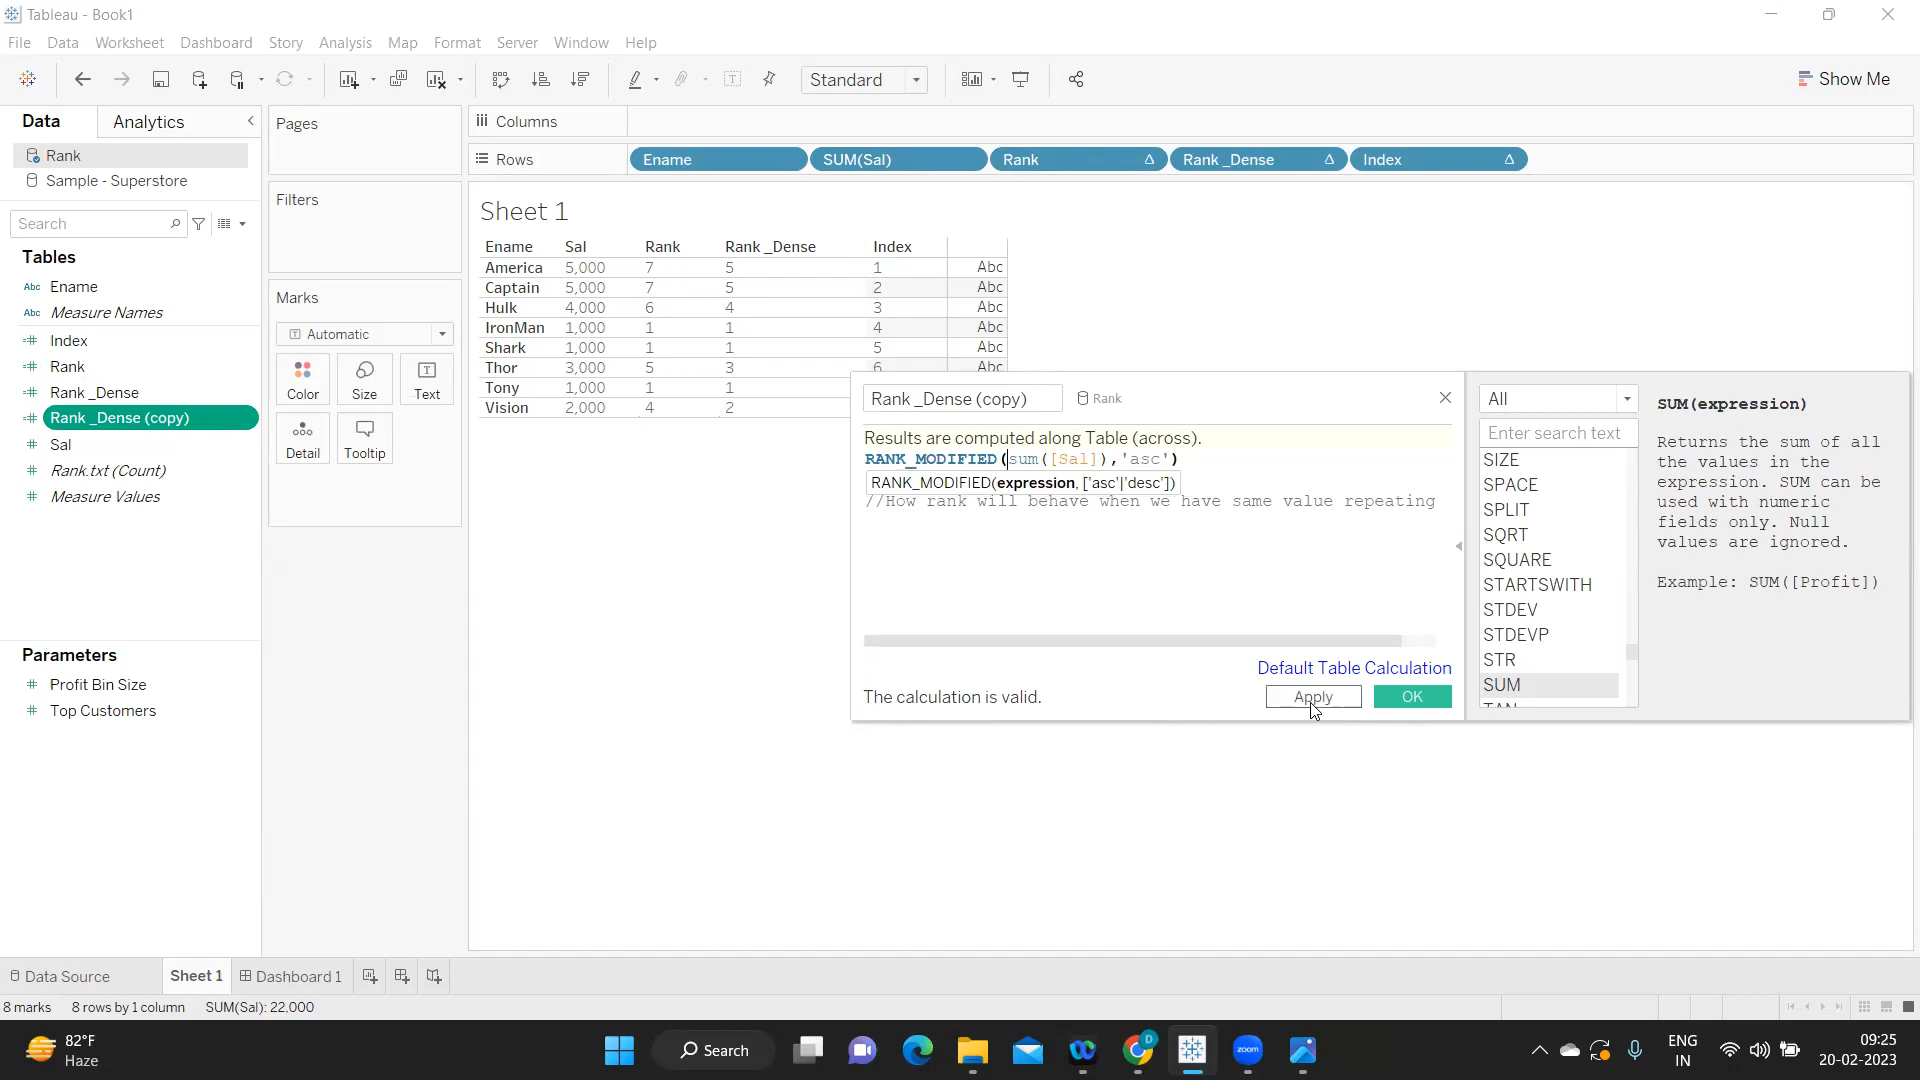 Tableau - Book1
File Data Worksheet Dashboard Story Analysis Map Format Server Window Help
Standard
Show Me
Data
Analytics
Rank
Sample - Superstore
Search
Tables
Abc Ename
Abc Measure Names
Index
Rank
Rank _Dense
Rank _Dense (copy)
Sal
Rank.txt (Count)
Measure Values
Parameters
Profit Bin Size
Top Customers
Pages
Filters
Marks
Automatic
Color
Size
Text
Detail
Tooltip
Columns
Rows
Ename
SUM(Sal)
Rank
Rank _Dense
Index
Sheet 1
Ename Sal Rank Rank _Dense Index
America 5,000 7 5 1 Abc
Captain 5,000 7 5 2 Abc
Hulk 4,000 6 4 3 Abc
IronMan 1,000 1 1 4 Abc
Shark 1,000 1 1 5 Abc
Thor 3,000 5 3 6 Abc
Tony 1,000 1 1
Vision 2,000 4 2
Rank _Dense (copy)
Rank
Results are computed along Table (across).
RANK_MODIFIED(sum([Sal]),'asc')
RANK_MODIFIED(expression, ['asc'|'desc'])
//How rank will behave when we have same value repeating
Default Table Calculation
The calculation is valid.
Apply
OK
All
Enter search text
SIZE
SPACE
SPLIT
SQRT
SQUARE
STARTSWITH
STDEV
STDEVP
STR
SUM
TAN
SUM(expression)
Returns the sum of all
the values in the
expression. SUM can be
used with numeric
fields only. Null
values are ignored.
Example: SUM([Profit])
Data Source
Sheet 1
Dashboard 1
8 marks 8 rows by 1 column SUM(Sal): 22,000
82°F
Haze
Search
D
zoom
ENG
IN
09:25
20-02-2023